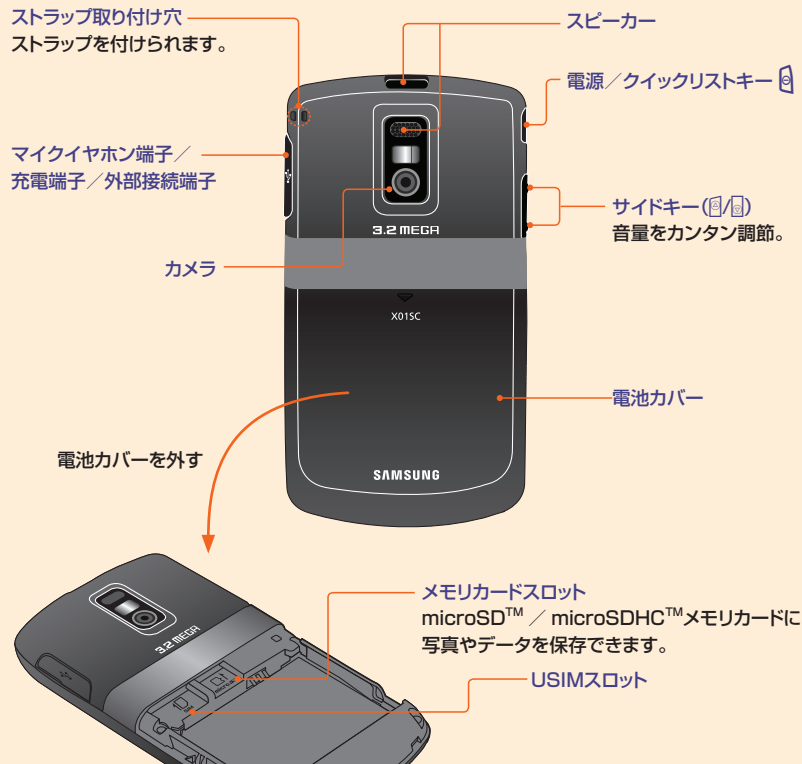 ストラップ取り付け穴
ストラップを付けられます。
スピーカー
電源／クイックリストキー
マイクイヤホン端子／
充電端子／外部接続端子
サイドキー(/)
音量をカンタン調節。
3.2 MEGA
カメラ
X01SC
電池カバー
電池カバーを外す
SAMSUNG
メモリカードスロット
microSD™ ／ microSDHC™メモリカードに
写真やデータを保存できます。
3.2 MEGA
USIMスロット